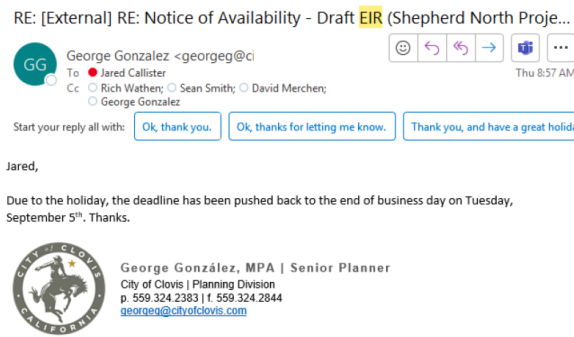 RE: [External] RE: Notice of Availability - Draft EIR (Shepherd North Proje...
GG
George Gonzalez <georgeg@ci
To Jared Callister
Thu 8:57 AM
Cc Rich Wathen; Sean Smith; David Merchen;
George Gonzalez
Start your reply all with: Ok, thank you. Ok, thanks for letting me know. Thank you, and have a great holida
Jared,
Due to the holiday, the deadline has been pushed back to the end of business day on Tuesday,
September 5th. Thanks.
CITY of CLOVIS
CALIFORNIA
George González, MPA | Senior Planner
City of Clovis | Planning Division
p. 559.324.2383 | f. 559.324.2844
georgeg@cityofclovis.com